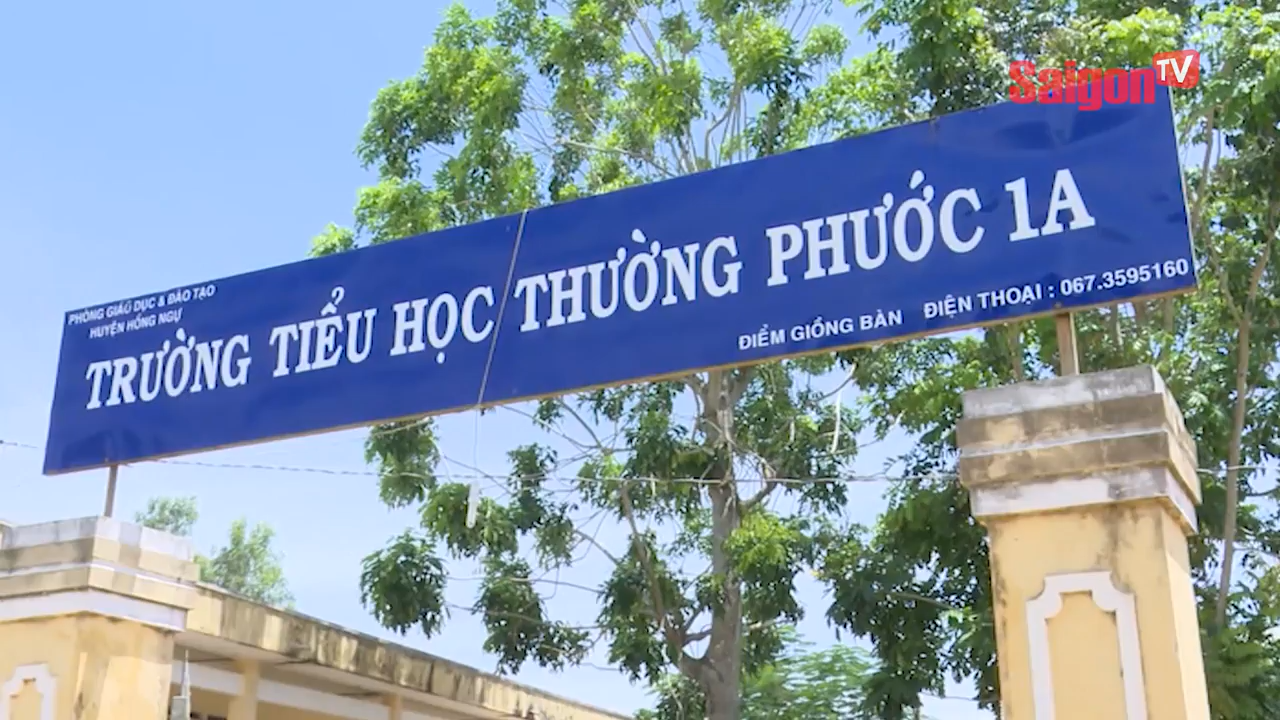 SaigonTV
PHÒNG GIÁO DỤC & ĐÀO TẠO
HUYỆN HỒNG NGỰ
TRƯỜNG TIỂU HỌC THƯỜNG PHƯỚC 1A
ĐIỂM GIỒNG BÀN ĐIỆN THOẠI : 067.3595160